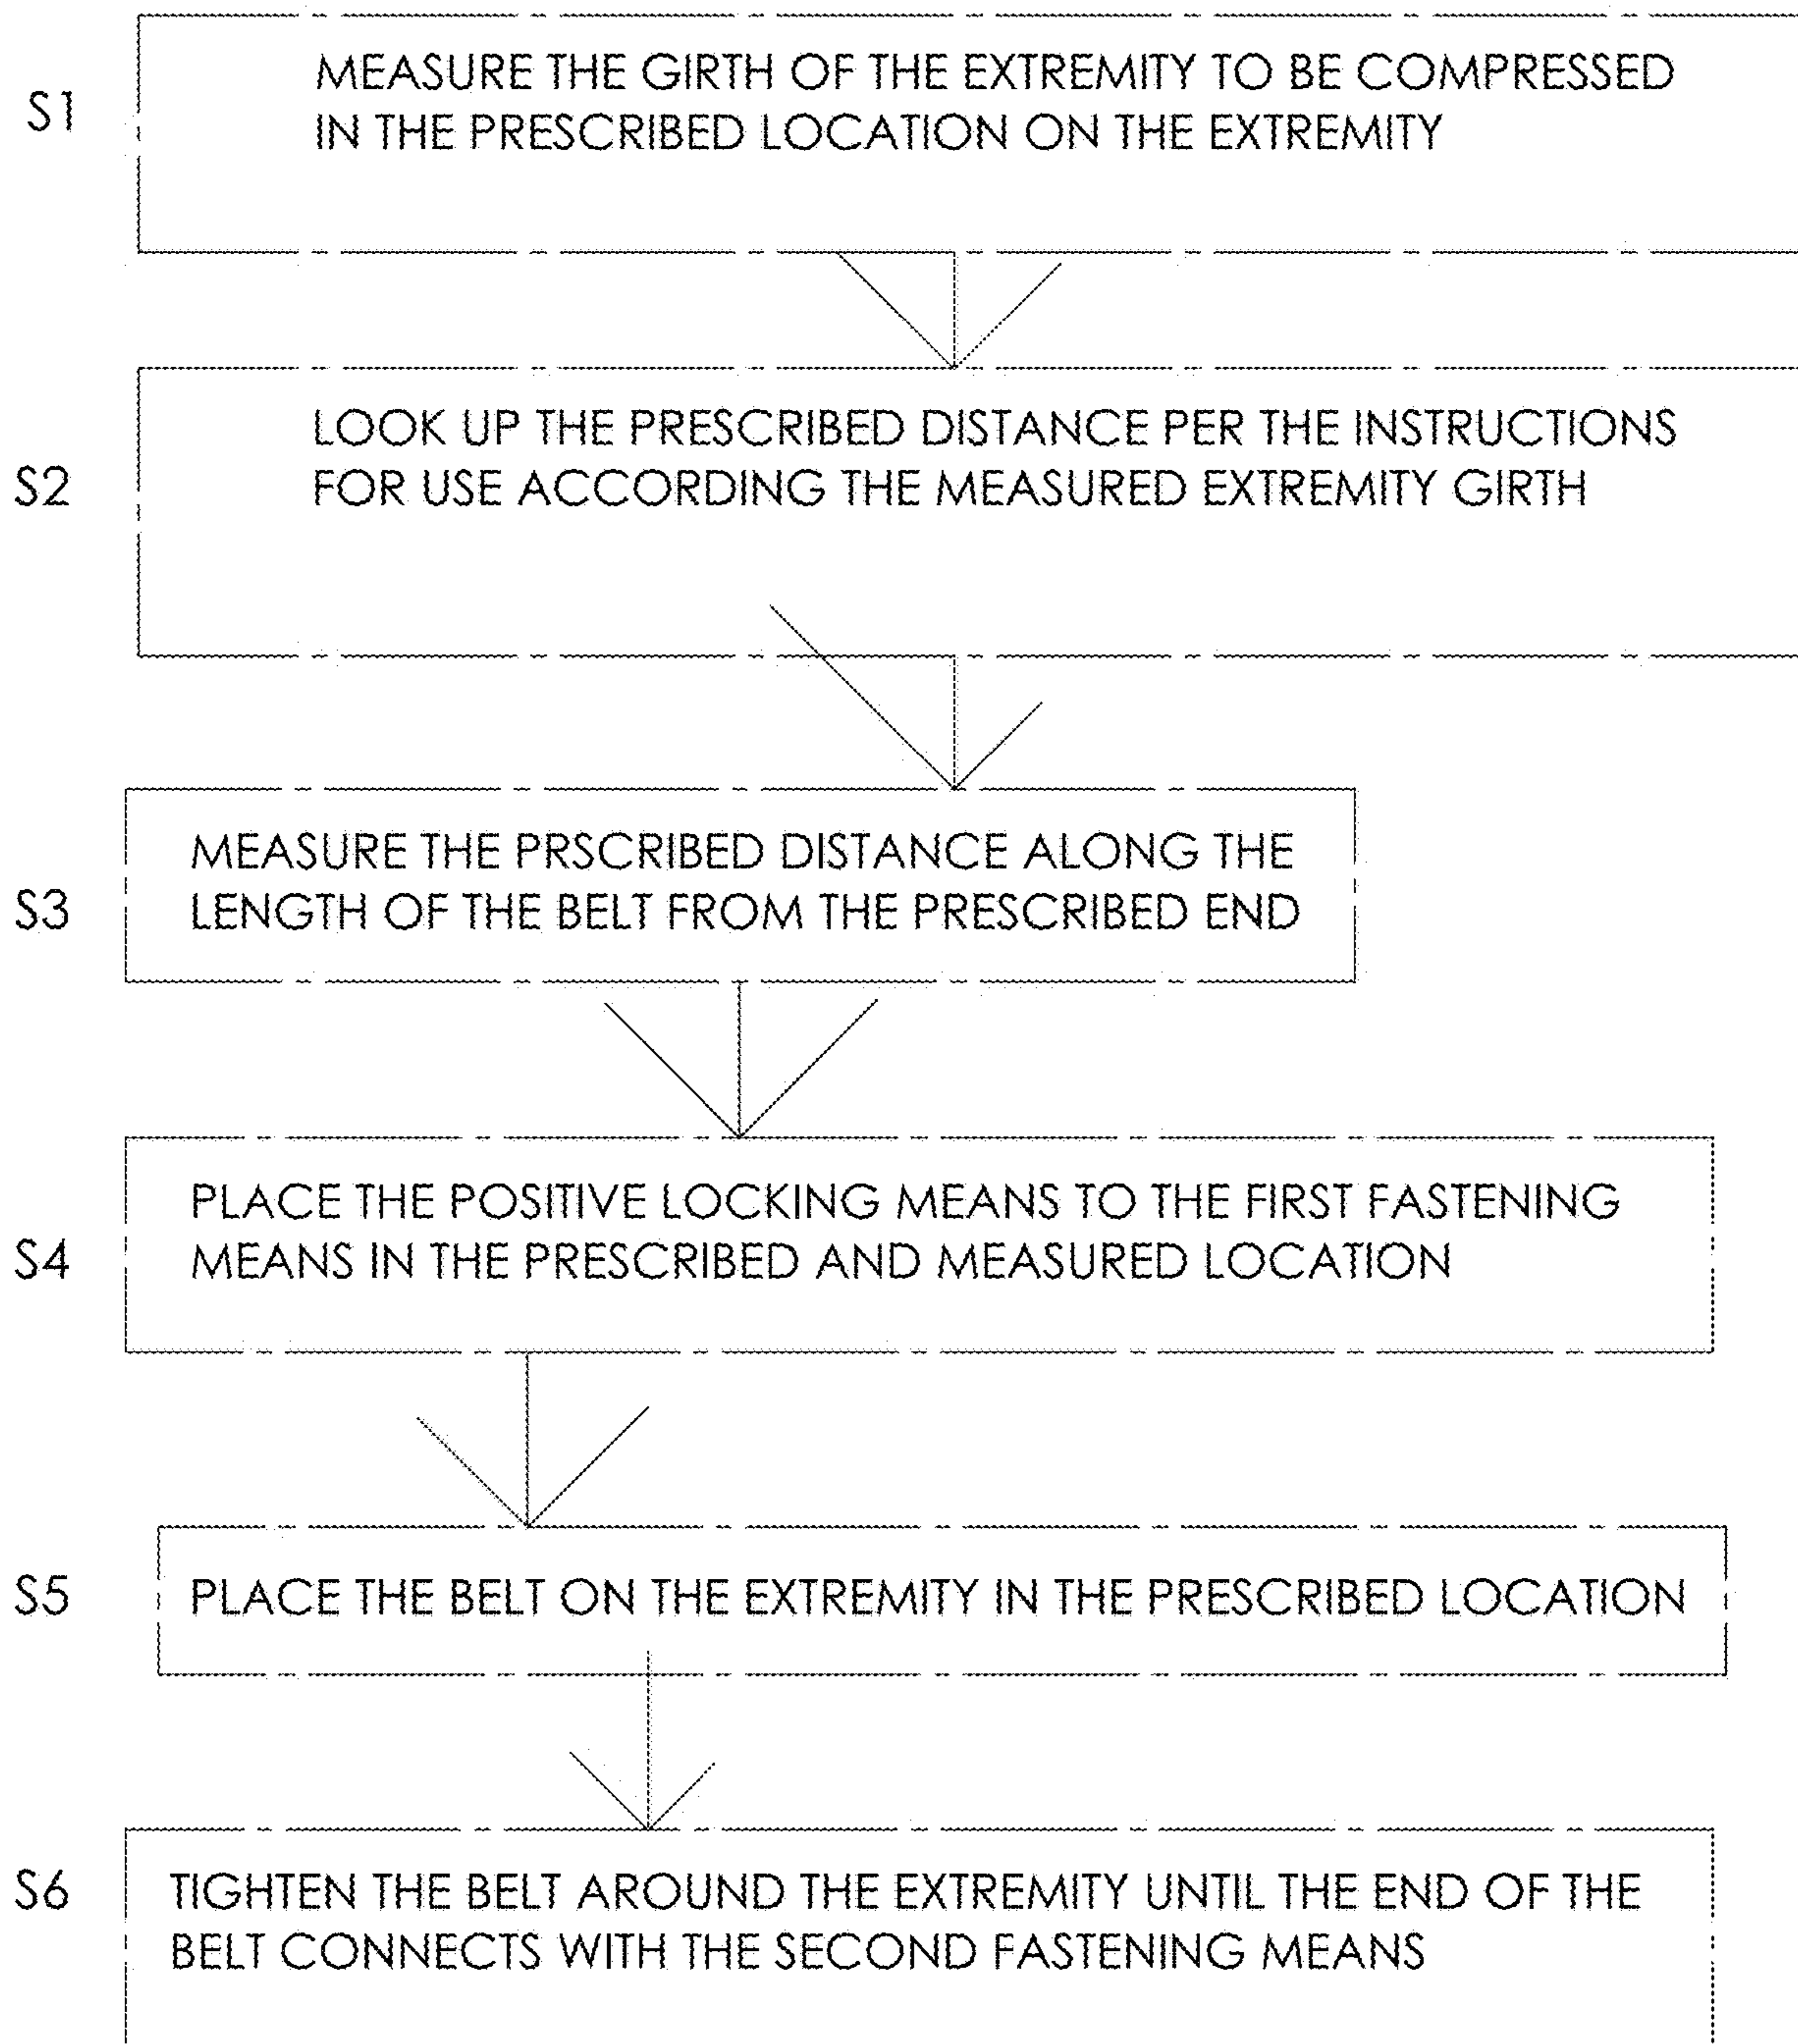 S1
MEASURE THE GIRTH OF THE EXTREMITY TO BE COMPRESSED
IN THE PRESCRIBED LOCATION ON THE EXTREMITY
S2
LOOK UP THE PRESCRIBED DISTANCE PER THE INSTRUCTIONS
FOR USE ACCORDING THE MEASURED EXTREMITY GIRTH
S3
MEASURE THE PRSCRIBED DISTANCE ALONG THE
LENGTH OF THE BELT FROM THE PRESCRIBED END
S4
PLACE THE POSITIVE LOCKING MEANS TO THE FIRST FASTENING
MEANS IN THE PRESCRIBED AND MEASURED LOCATION
S5
PLACE THE BELT ON THE EXTREMITY IN THE PRESCRIBED LOCATION
S6
TIGHTEN THE BELT AROUND THE EXTREMITY UNTIL THE END OF THE
BELT CONNECTS WITH THE SECOND FASTENING MEANS